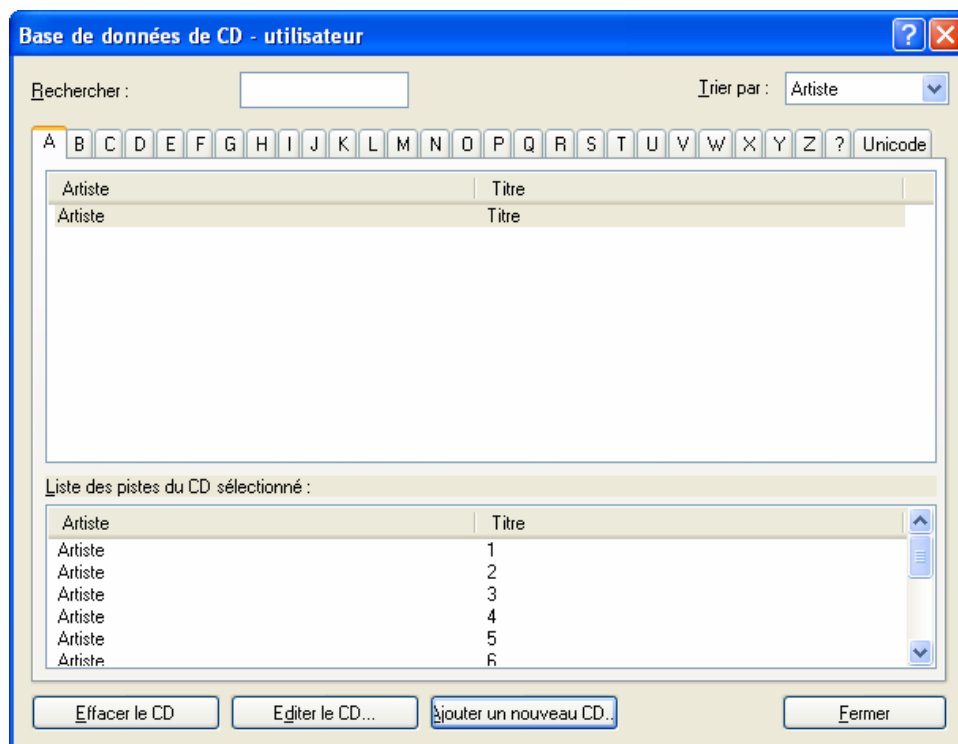 Base de données de CD - utilisateur
Rechercher : Trier par : Artiste
A B C D E F G H I J K L M N O P Q R S T U V W X Y Z ? Unicode
Artiste Titre
Artiste Titre
Liste des pistes du CD sélectionné :
Artiste Titre
Artiste 1
Artiste 2
Artiste 3
Artiste 4
Artiste 5
Artiste 6
Effacer le CD Editer le CD... Ajouter un nouveau CD... Fermer